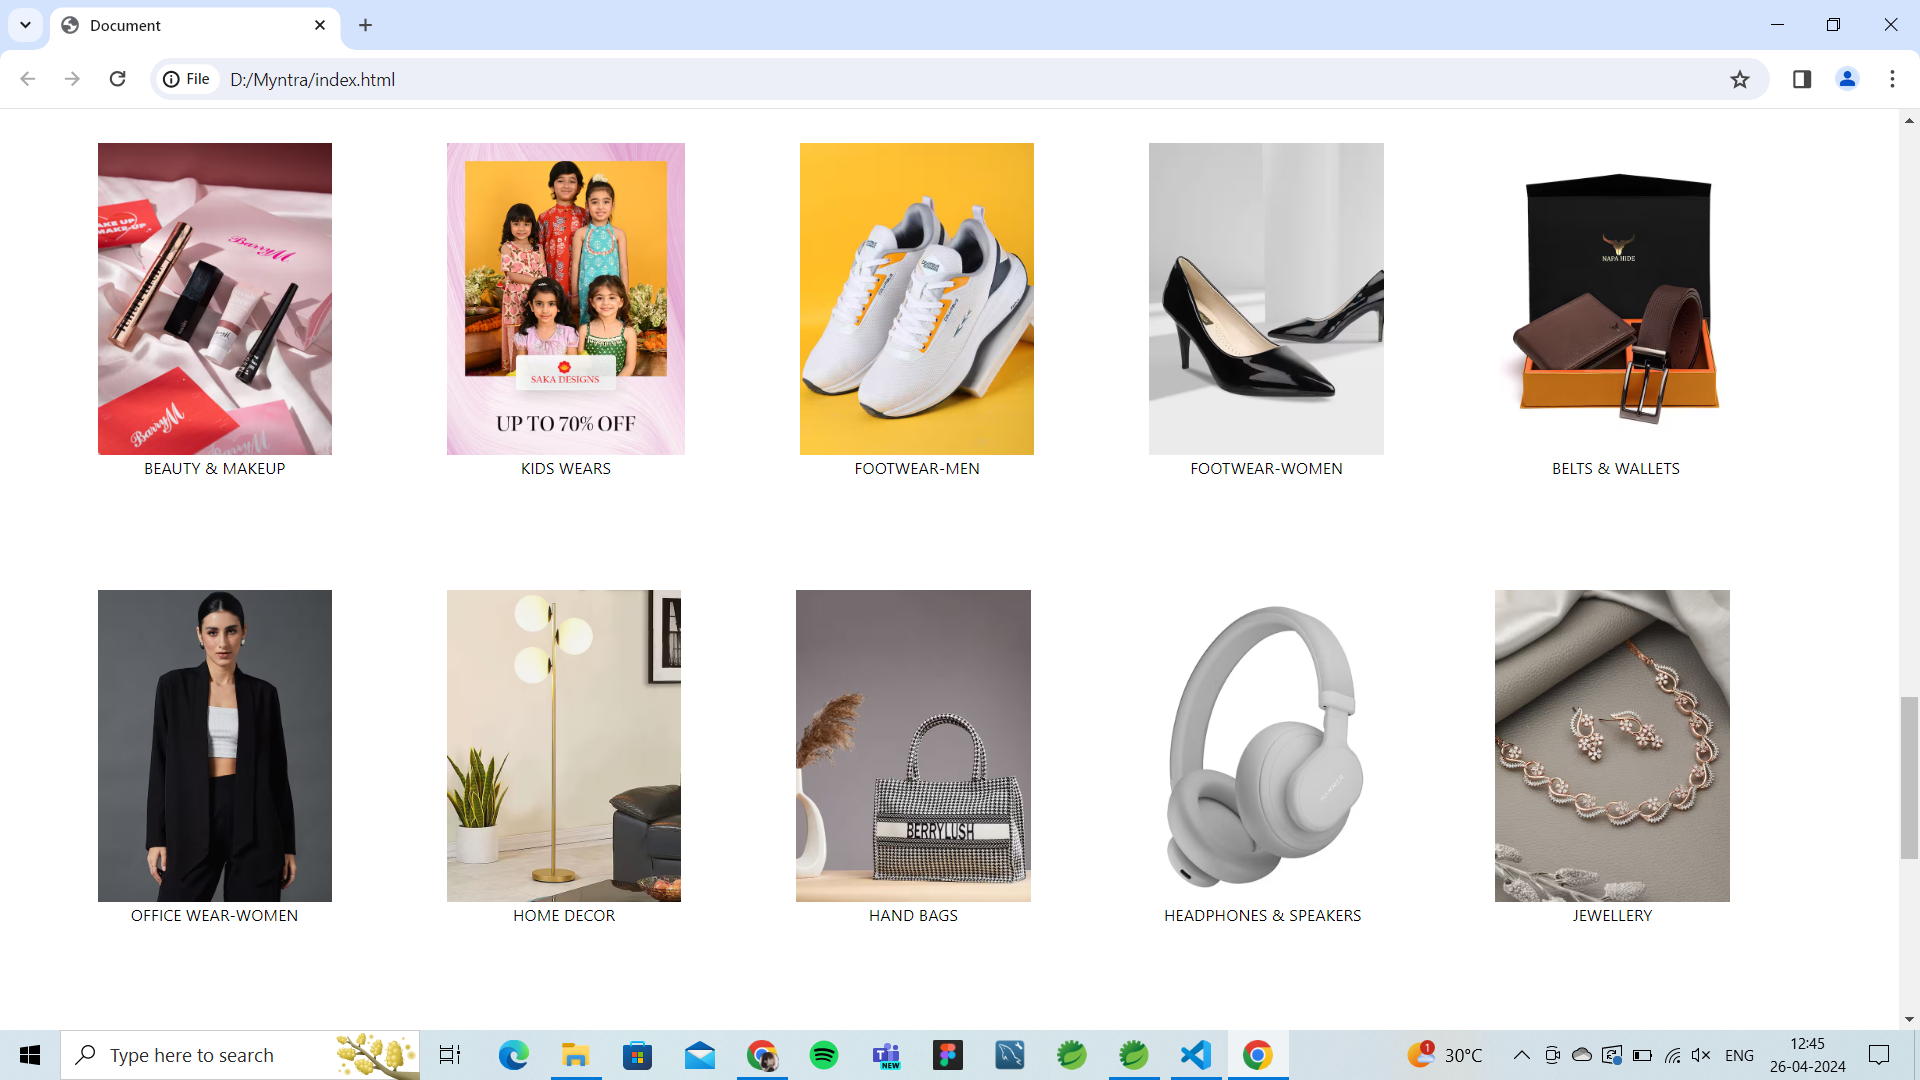 Document
File
D:/Myntra/index.html
MAKE-UP
BarryM
BarryM
SAKA DESIGNS
UP TO 70% OFF
NAPA HIDE
BEAUTY & MAKEUP
KIDS WEARS
FOOTWEAR-MEN
FOOTWEAR-WOMEN
BELTS & WALLETS
BERRYLUSH
HAMMER
OFFICE WEAR-WOMEN
HOME DECOR
HAND BAGS
HEADPHONES & SPEAKERS
JEWELLERY
Type here to search
NEW
1
30°C
ENG
12:45
26-04-2024